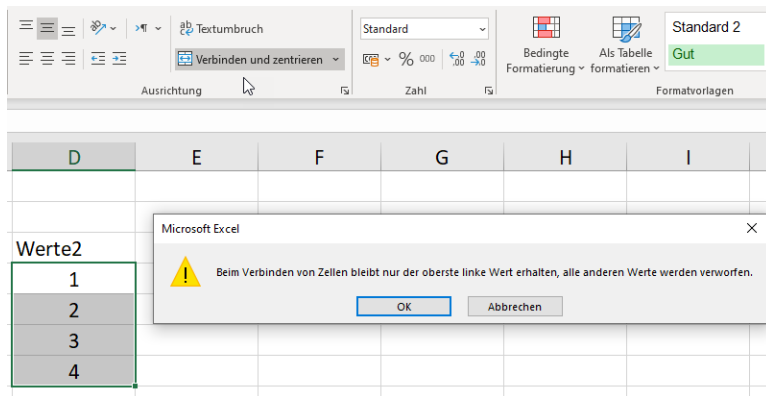 Textumbruch
Standard
Standard 2
Verbinden und zentrieren
% 000
Bedingte
Formatierung
Als Tabelle
formatieren
Gut
Ausrichtung
Zahl
Formatvorlagen
D E F G H I
Microsoft Excel
Werte2
Beim Verbinden von Zellen bleibt nur der oberste linke Wert erhalten, alle anderen Werte werden verworfen.
OK Abbrechen
1
2
3
4